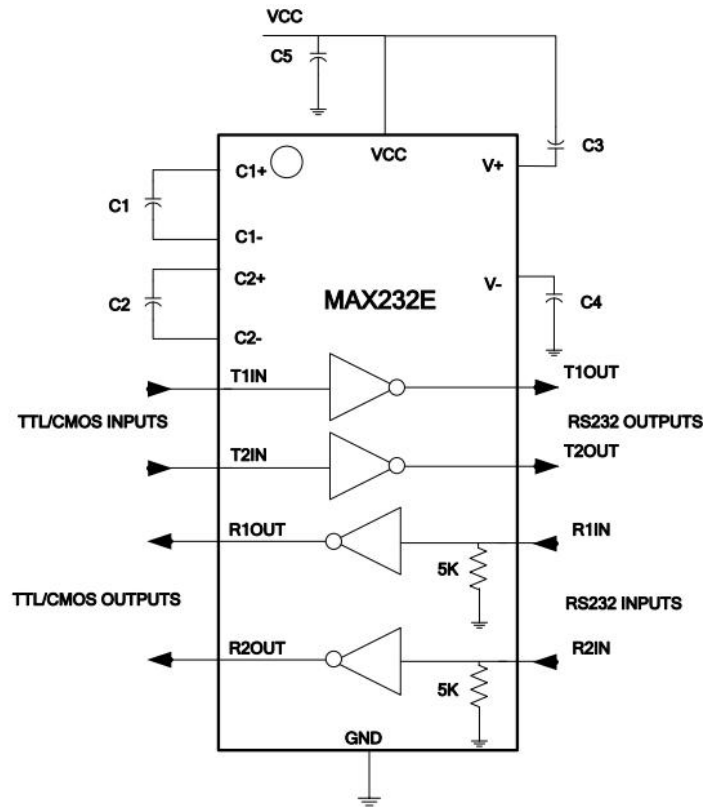 VCC
C5
C3
VCC
C1+
V+
C1
C1-
C2+
V-
C2
MAX232E
C4
C2-
T1IN
T1OUT
TTL/CMOS INPUTS
RS232 OUTPUTS
T2IN
T2OUT
R1OUT
R1IN
5K
TTL/CMOS OUTPUTS
RS232 INPUTS
R2OUT
R2IN
5K
GND